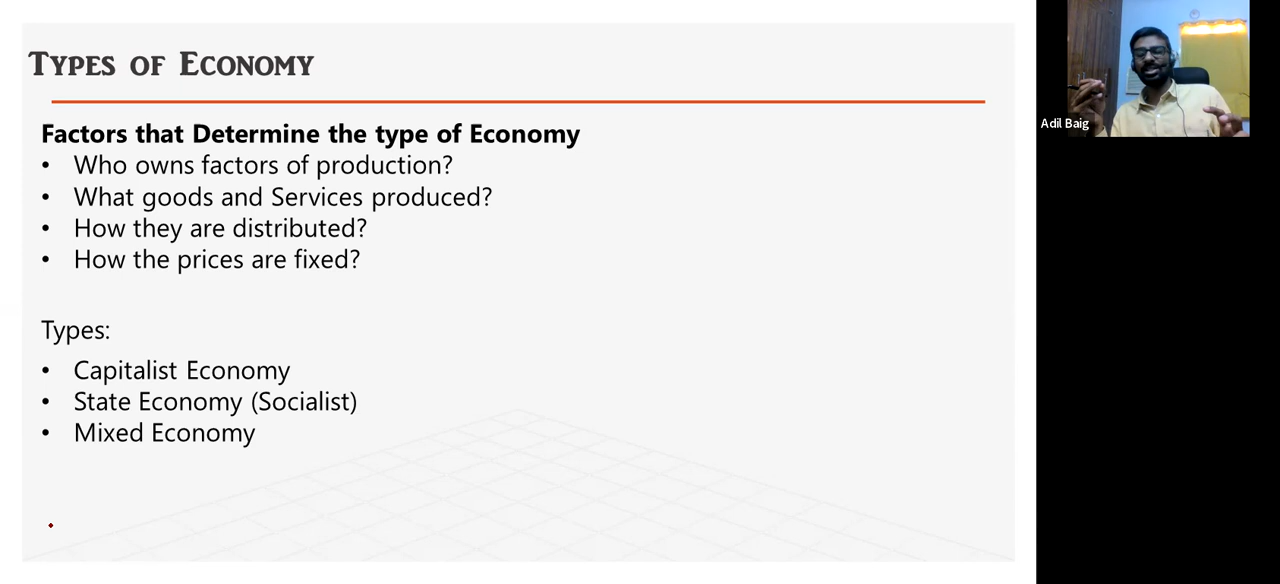 Types of Economy
Factors that Determine the type of Economy
• Who owns factors of production?
• What goods and Services produced?
• How they are distributed?
• How the prices are fixed?
Types:
• Capitalist Economy
• State Economy (Socialist)
• Mixed Economy
Adil Baig